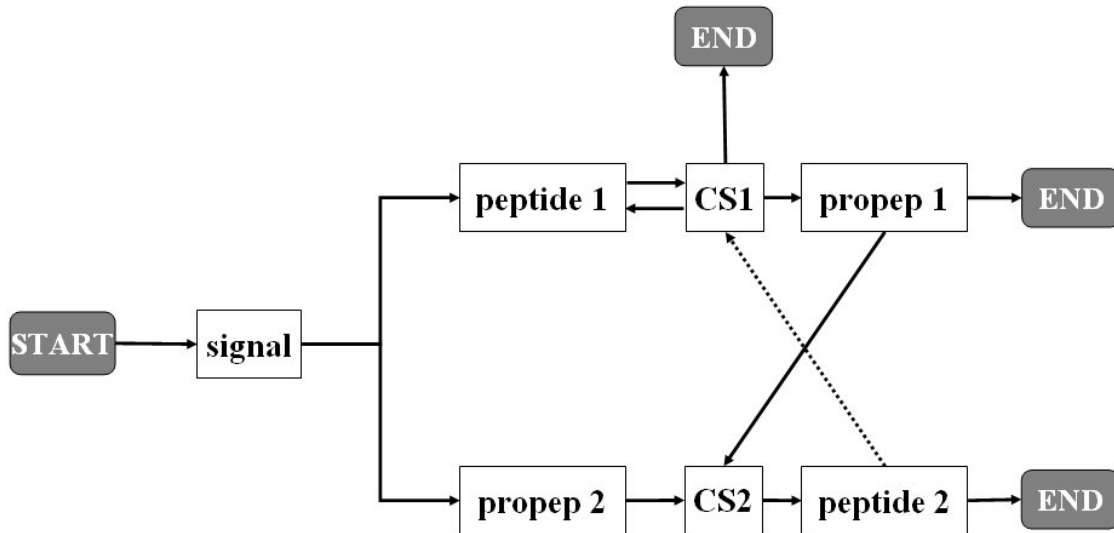 END
peptide 1
CS1
propep 1
END
START
signal
propep 2
CS2
peptide 2
END